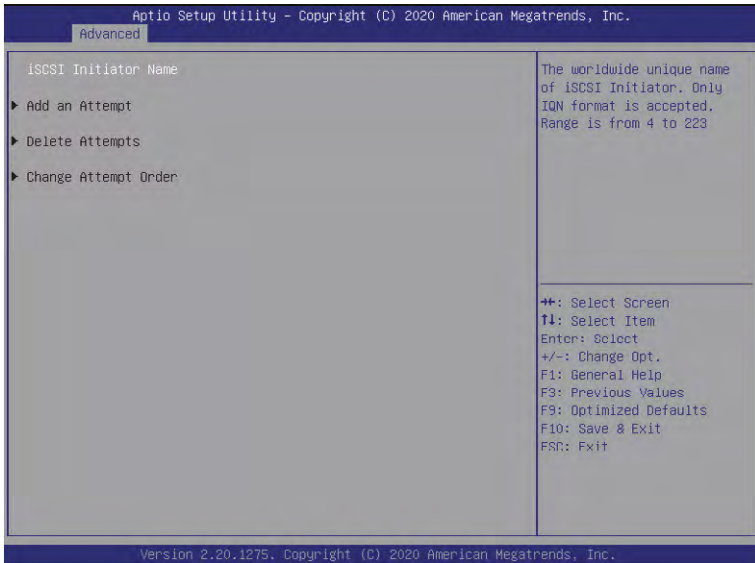 Aptio Setup Utility – Copyright (C) 2020 American Megatrends, Inc.
Advanced
iSCSI Initiator Name
▶ Add an Attempt
▶ Delete Attempts
▶ Change Attempt Order
The worldwide unique name
of iSCSI Initiator. Only
IQN format is accepted.
Range is from 4 to 223
→←: Select Screen
↑↓: Select Item
Enter: Select
+/-: Change Opt.
F1: General Help
F3: Previous Values
F9: Optimized Defaults
F10: Save & Exit
ESC: Exit
Version 2.20.1275. Copyright (C) 2020 American Megatrends, Inc.